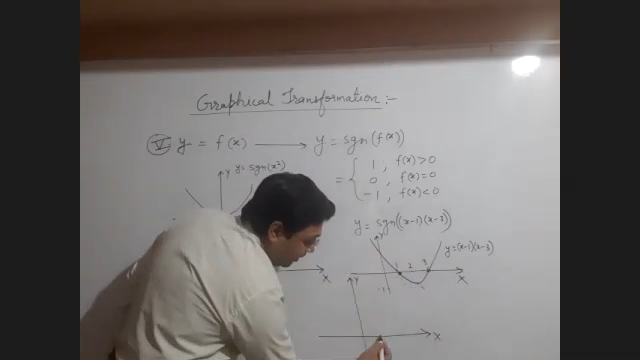 Graphical Transformation :-
V y = f(x) → y = sgn(f(x))
= { 1 , f(x) > 0
0 , f(x) = 0
-1 , f(x) < 0
Y y = sgn(x²)
y = sgn((x-1)(x-3))
y = (x-1)(x-3)
Y
1 2 3
X
X
-1
Y
X